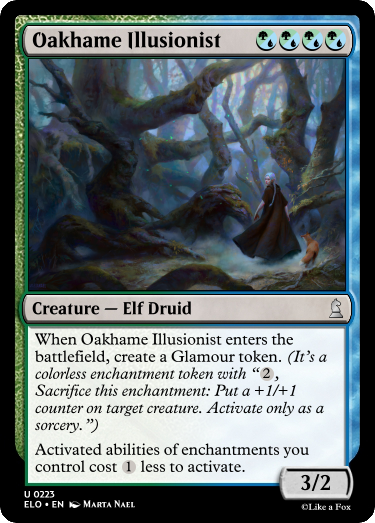 Oakhame Illusionist
Creature — Elf Druid
When Oakhame Illusionist enters the
battlefield, create a Glamour token. (It's a
colorless enchantment token with “2,
Sacrifice this enchantment: Put a +1/+1
counter on target creature. Activate only as a
sorcery.”)
Activated abilities of enchantments you
control cost 1 less to activate.
3/2
U 0223
ELO • EN Marta Nael
©Like a Fox